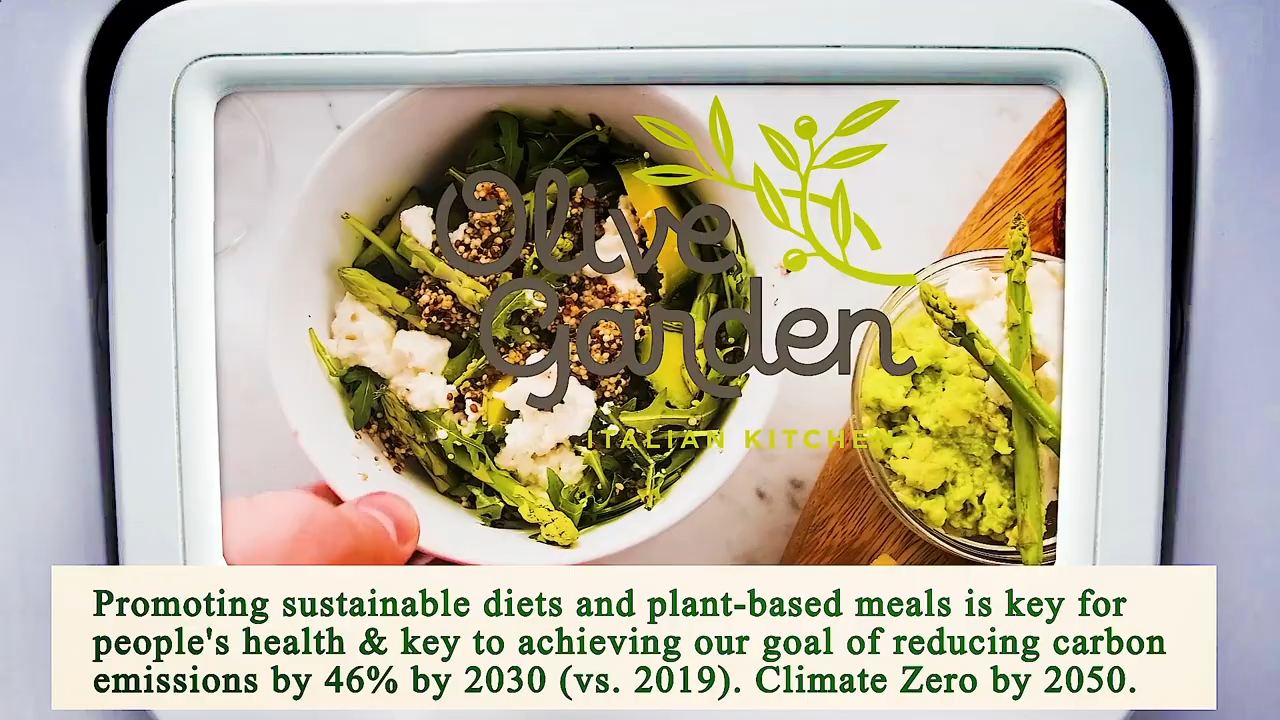 Olive
Garden
ITALIAN KITCHEN
Promoting sustainable diets and plant-based meals is key for
people's health & key to achieving our goal of reducing carbon
emissions by 46% by 2030 (vs. 2019). Climate Zero by 2050.